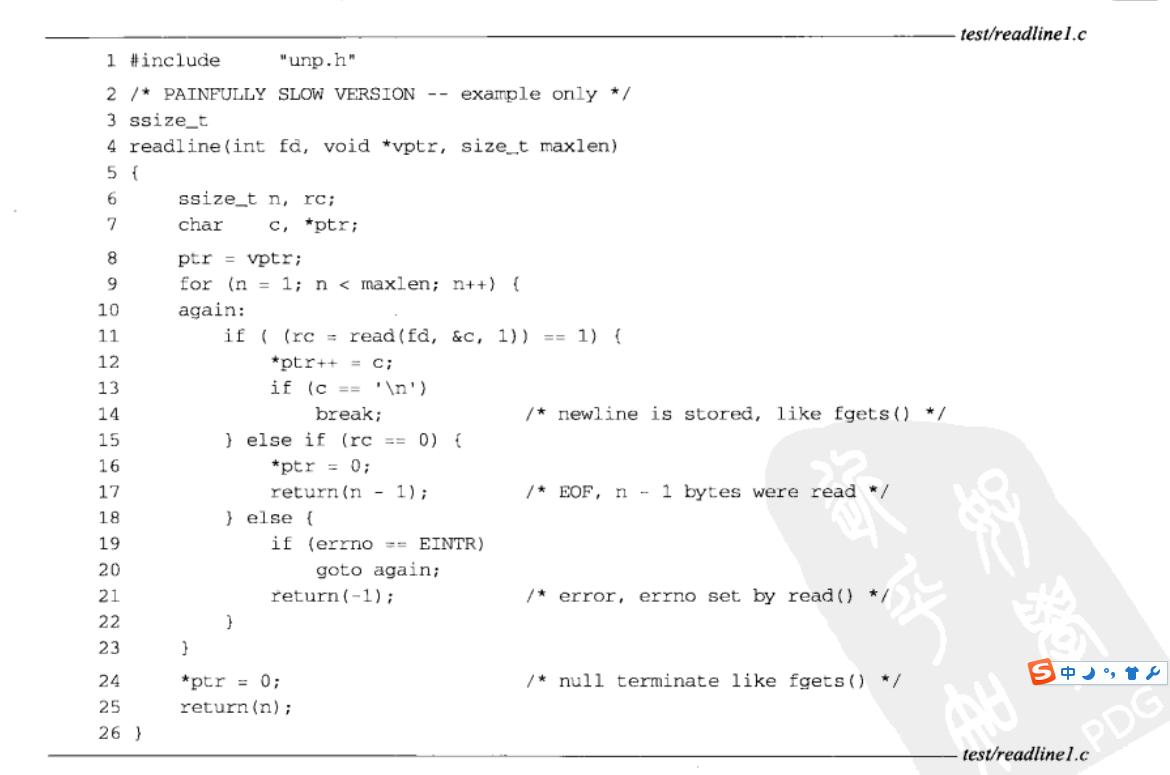 test/readline1.c
1 #include "unp.h"
2 /* PAINFULLY SLOW VERSION -- example only */
3 ssize_t
4 readline(int fd, void *vptr, size_t maxlen)
5 {
6     ssize_t n, rc;
7     char    c, *ptr;
8     ptr = vptr;
9     for (n = 1; n < maxlen; n++) {
10     again:
11         if ( (rc = read(fd, &c, 1)) == 1) {
12             *ptr++ = c;
13             if (c == '\n')
14                 break;          /* newline is stored, like fgets() */
15         } else if (rc == 0) {
16             *ptr = 0;
17             return(n - 1);      /* EOF, n - 1 bytes were read */
18         } else {
19             if (errno == EINTR)
20                 goto again;
21             return(-1);         /* error, errno set by read() */
22         }
23     }
24     *ptr = 0;                   /* null terminate like fgets() */
25     return(n);
26 }
test/readline1.c
S中
PDG